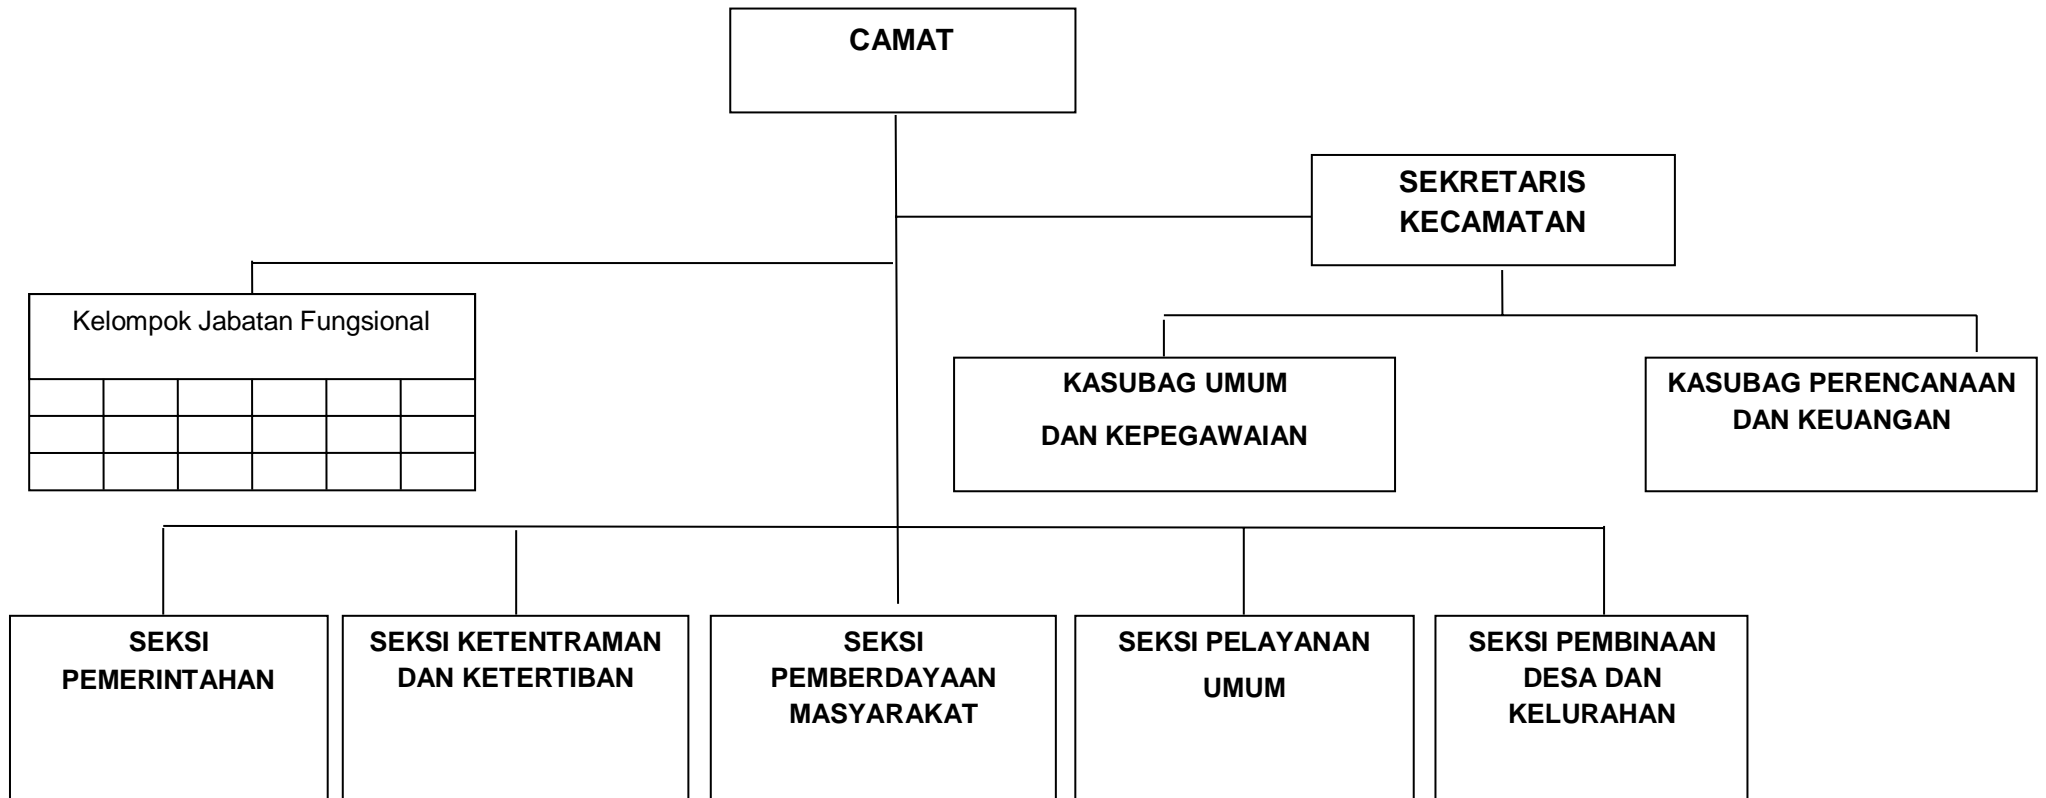 CAMAT
SEKRETARIS
KECAMATAN
Kelompok Jabatan Fungsional
KASUBAG UMUM
DAN KEPEGAWAIAN
KASUBAG PERENCANAAN
DAN KEUANGAN
SEKSI
PEMERINTAHAN
SEKSI KETENTRAMAN
DAN KETERTIBAN
SEKSI
PEMBERDAYAAN
MASYARAKAT
SEKSI PELAYANAN
UMUM
SEKSI PEMBINAAN
DESA DAN
KELURAHAN